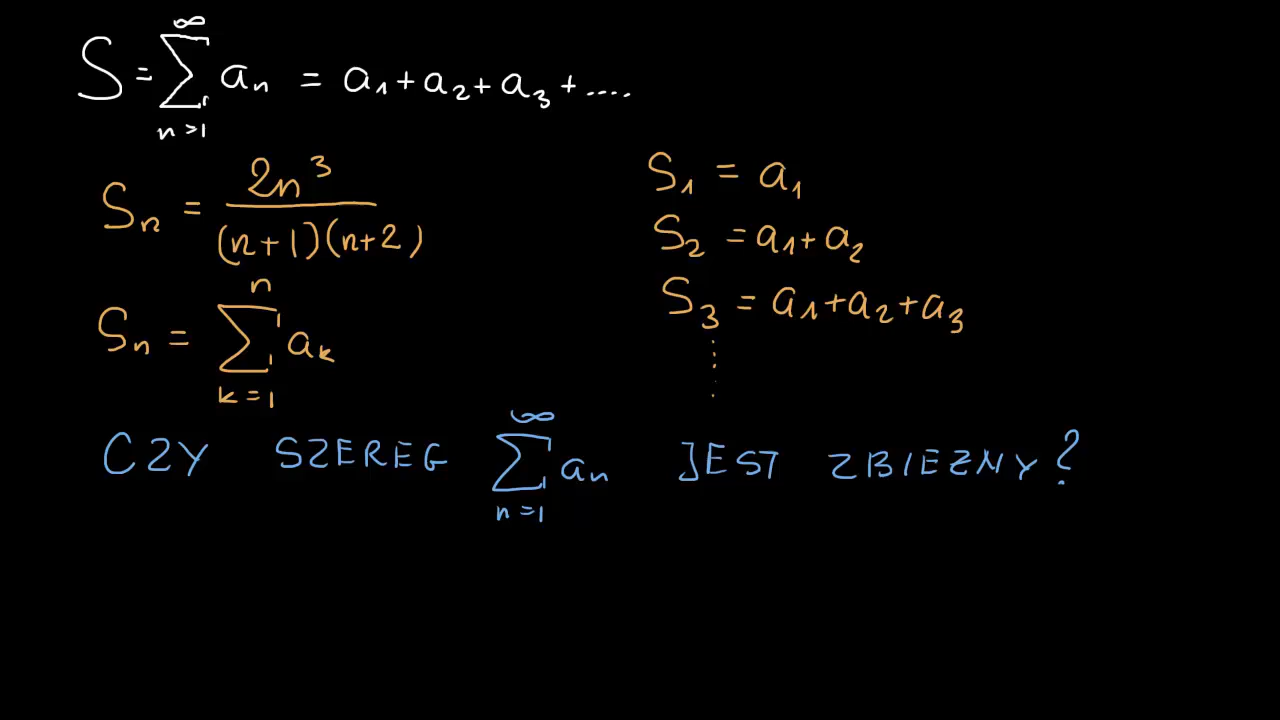 S = ∑_{n>1}^{∞} a_n = a_1 + a_2 + a_3 + ....
S_n = 2n^3 / (n+1)(n+2)
S_n = ∑_{k=1}^{n} a_k
S_1 = a_1
S_2 = a_1 + a_2
S_3 = a_1 + a_2 + a_3
CZY SZEREG ∑_{n=1}^{∞} a_n JEST ZBIEZNY?